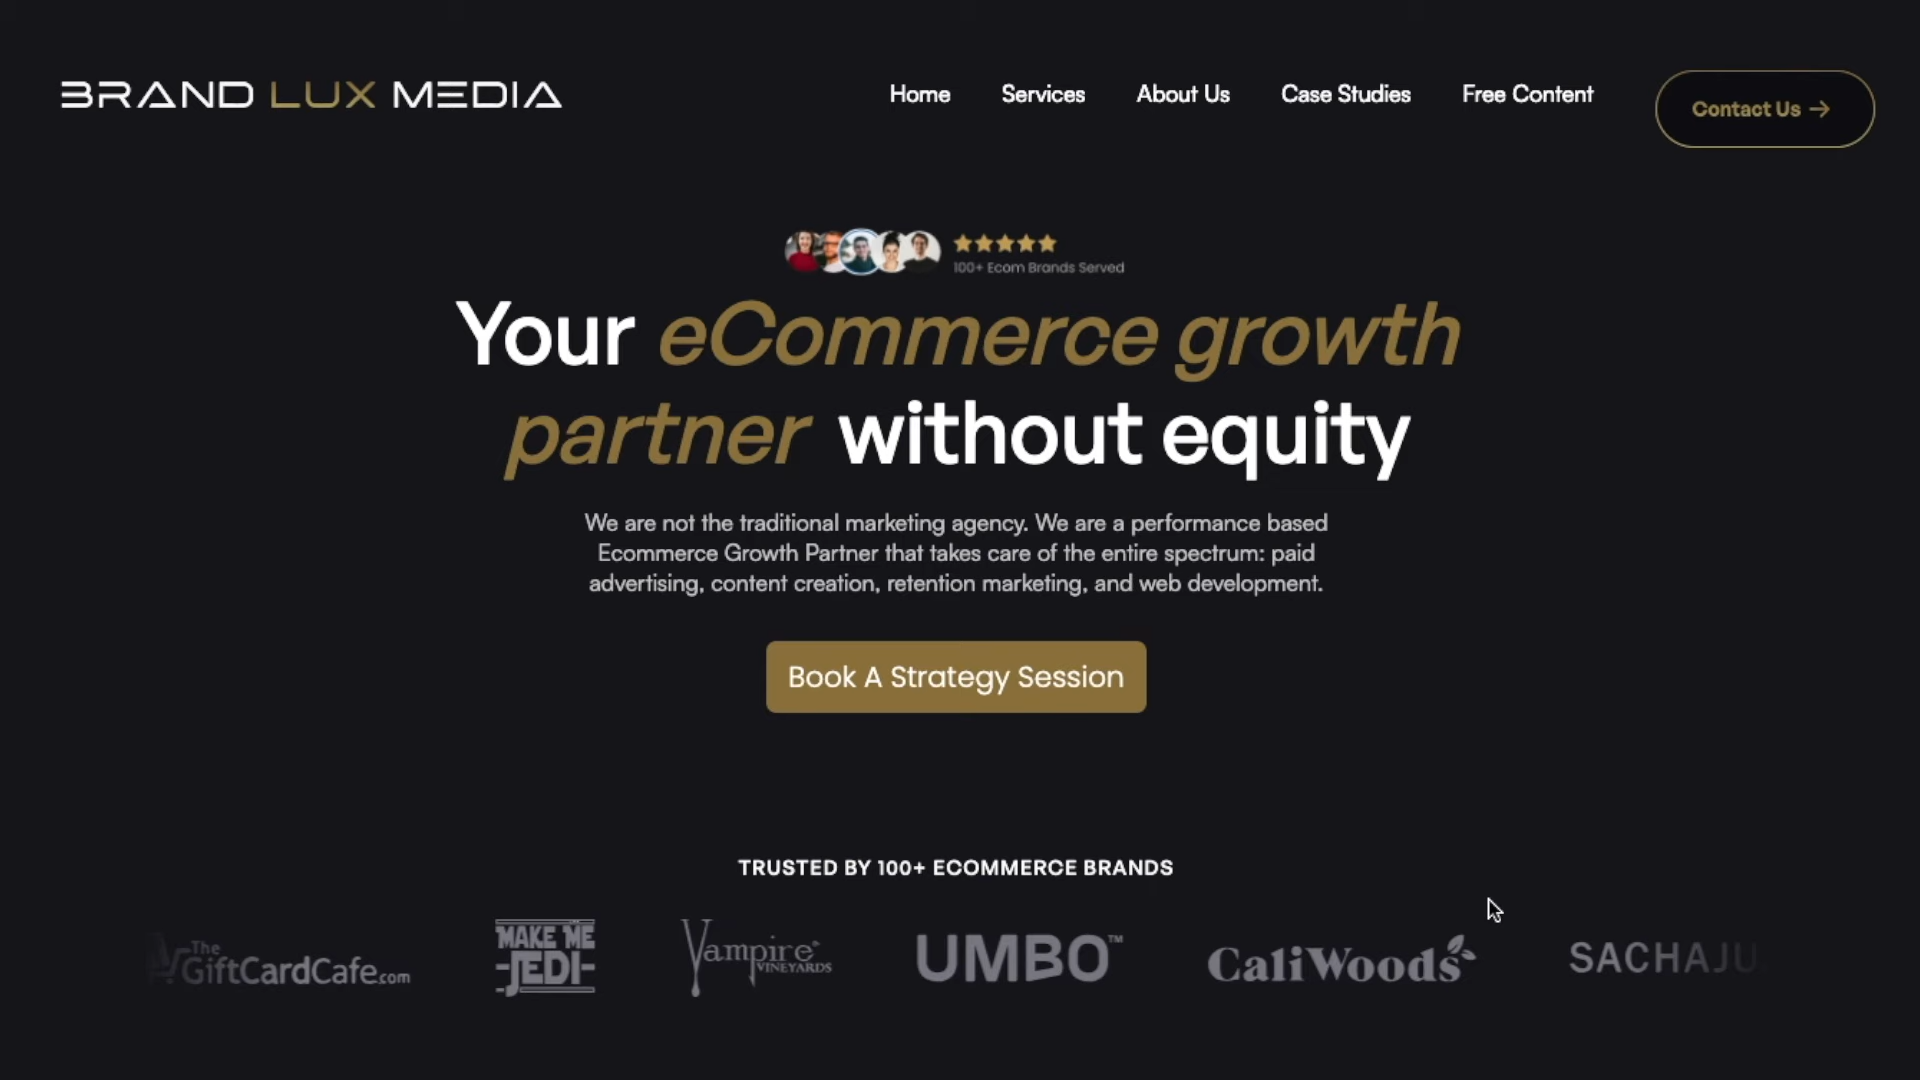 BRAND LUX MEDIA
Home
Services
About Us
Case Studies
Free Content
Contact Us
100+ Ecom Brands Served
Your eCommerce growth
partner without equity
We are not the traditional marketing agency. We are a performance based
Ecommerce Growth Partner that takes care of the entire spectrum: paid
advertising, content creation, retention marketing, and web development.
Book A Strategy Session
TRUSTED BY 100+ ECOMMERCE BRANDS
The
GiftCardCafe.com
MAKE ME
JEDI
Vampire
VINEYARDS
UMBO™
CaliWoods
SACHAJU